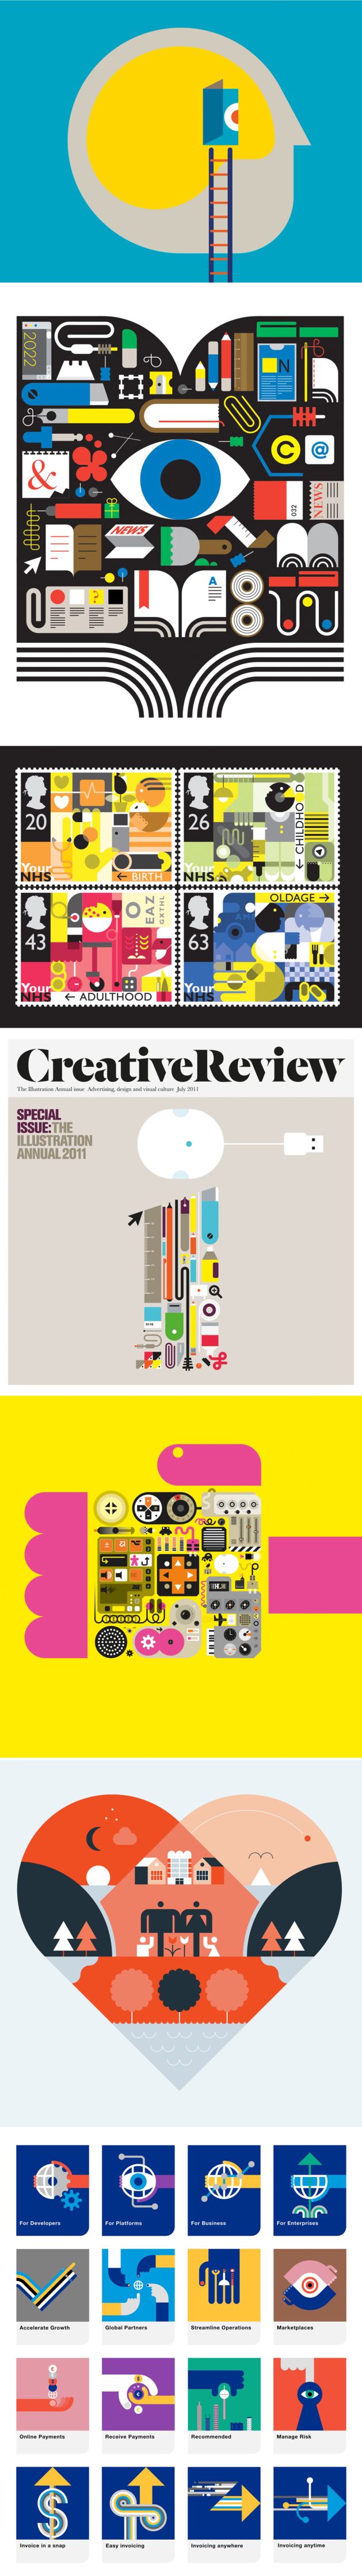 2022
N
C
@
&
032
NEWS
NEWS
?
A
20
Your
NHS
← BIRTH
26
Your
NHS
← CHILDHOOD
43
Your
NHS
← ADULTHOOD
O
EAZ
GXTHL
63
Your
NHS
OLDAGE →
CreativeReview
The Illustration Annual issue Advertising, design and visual culture July 2011
SPECIAL
ISSUE:THE
ILLUSTRATION
ANNUAL 2011
For Developers
For Platforms
For Business
For Enterprises
Accelerate Growth
Global Partners
Streamline Operations
Marketplaces
Online Payments
Receive Payments
Recommended
Manage Risk
Invoice in a snap
Easy invoicing
Invoicing anywhere
Invoicing anytime